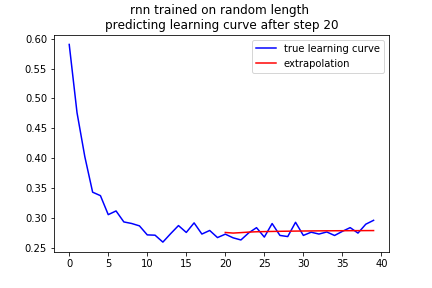 rnn trained on random length
predicting learning curve after step 20
true learning curve
extrapolation
0.60
0.55
0.50
0.45
0.40
0.35
0.30
0.25
0 5 10 15 20 25 30 35 40